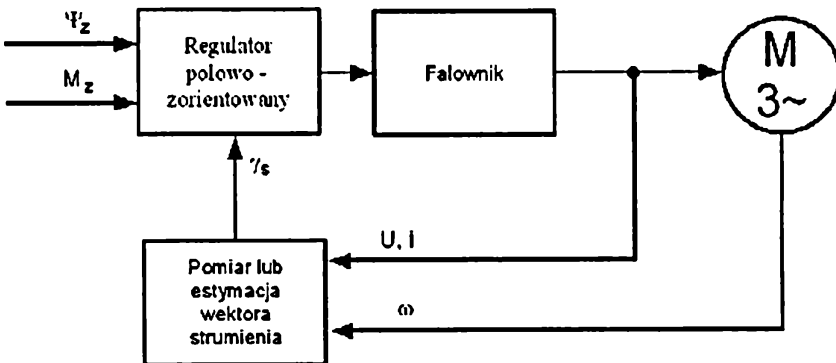 Ψz
Mz
Regulator
polowo -
zorientowany
Falownik
M
3~
γs
U, i
Pomiar lub
estymacja
wektora
strumienia
ω